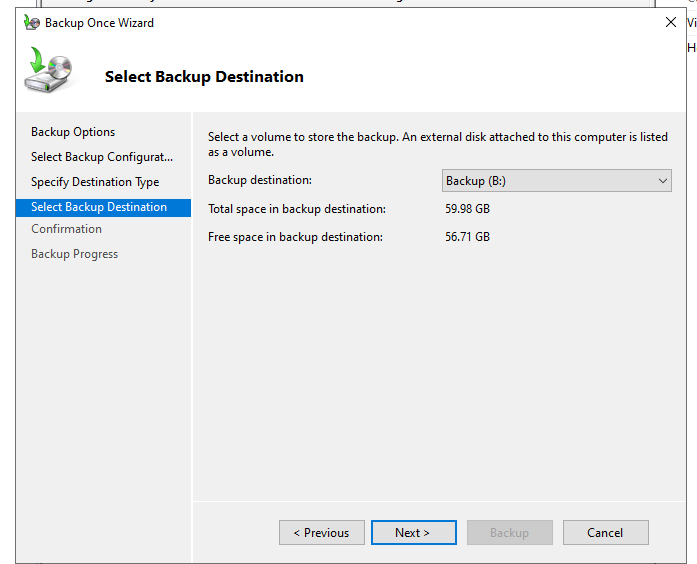 Backup Once Wizard
Select Backup Destination
Backup Options
Select Backup Configurat...
Specify Destination Type
Select Backup Destination
Confirmation
Backup Progress
Select a volume to store the backup. An external disk attached to this computer is listed
as a volume.
Backup destination: Backup (B:)
Total space in backup destination: 59.98 GB
Free space in backup destination: 56.71 GB
< Previous Next > Backup Cancel
Vi
H